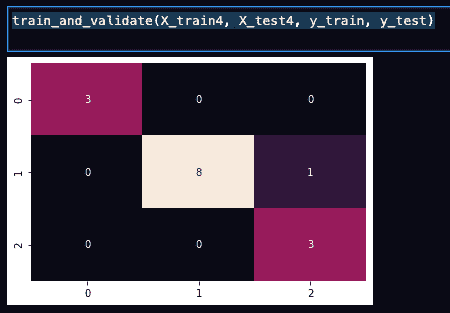 train_and_validate(X_train4, X_test4, y_train, y_test)
0 3 0 0
1 0 8 1
2 0 0 3
0 1 2